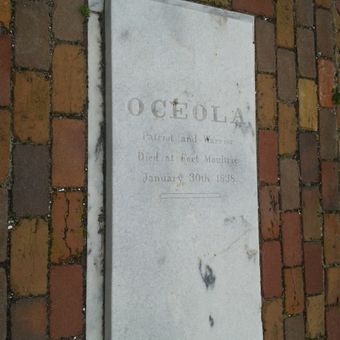 OCEOLA
Patriot and Warrior
Died at Fort Moultrie
January 30th 1838